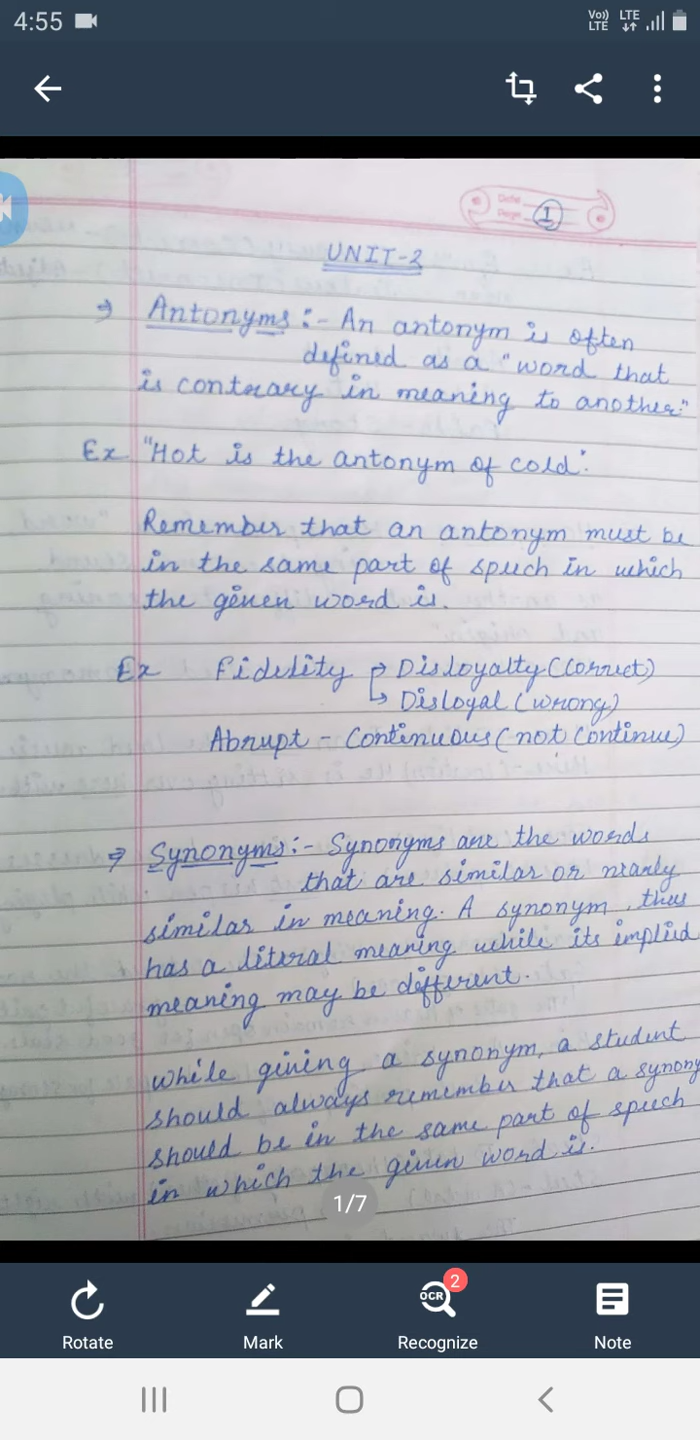 4:55
Vo)) LTE
LTE
Date
Page 1
UNIT-2
→ Antonyms :- An antonym is often
defined as a "word that
is contrary in meaning to another"
Ex "Hot is the antonym of cold".
Remember that an antonym must be
in the same part of speech in which
the given word is.
Ex Fidelity → Disloyalty (Correct)
↳ Disloyal (wrong)
Abrupt - Continuous (not Continue)
→ Synonyms :- Synonyms are the words
that are similar or nearly
similar in meaning. A synonym, thus
has a literal meaning while its implied
meaning may be different.
while giving a synonym, a student
should always remember that a synony
should be in the same part of speech
in which the given word is.
1/7
OCR
2
Rotate
Mark
Recognize
Note